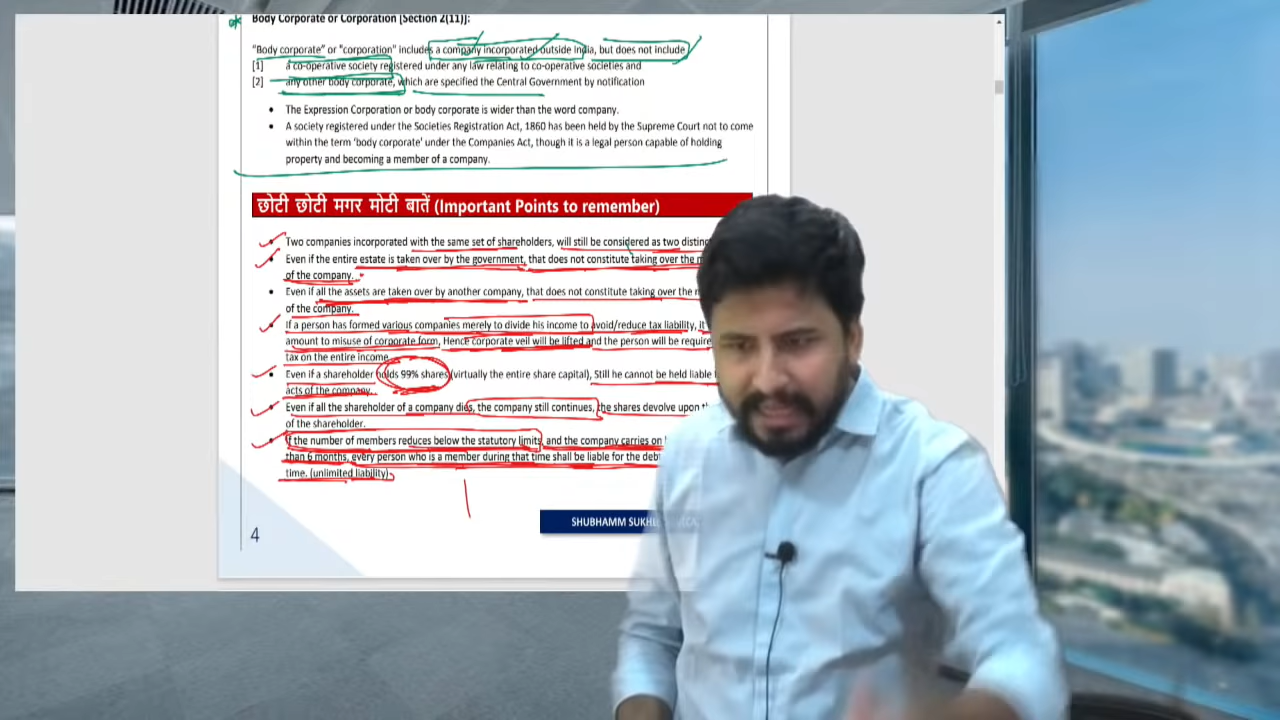 Body Corporate or Corporation [Section 2(11)]:
"Body corporate" or "corporation" includes a company incorporated outside India, but does not include
[1] a co-operative society registered under any law relating to co-operative societies and
[2] any other body corporate, which are specified the Central Government by notification
• The Expression Corporation or body corporate is wider than the word company.
• A society registered under the Societies Registration Act, 1860 has been held by the Supreme Court not to come
within the term 'body corporate' under the Companies Act, though it is a legal person capable of holding
property and becoming a member of a company.
छोटी छोटी मगर मोटी बातें (Important Points to remember)
• Two companies incorporated with the same set of shareholders, will still be considered as two
• Even if the entire estate is taken over by the government, that does not constitute taking over the
of the company.
• Even if all the assets are taken over by another company, that does not constitute taking over the
of the company.
• If a person has formed various companies merely to divide his income to avoid/reduce tax liability,
amount to misuse of corporate form, Hence corporate veil will be lifted and the person will be
tax on the entire income.
• Even if a shareholder holds 99% shares (virtually the entire share capital), Still he cannot be held liable
acts of the company.
• Even if all the shareholder of a company dies, the company still continues, the shares devolve upon
of the shareholder.
• If the number of members reduces below the statutory limits, and the company carries on
than 6 months, every person who is a member during that time shall be liable for the
time. (unlimited liability)
4
SHUBHAMM